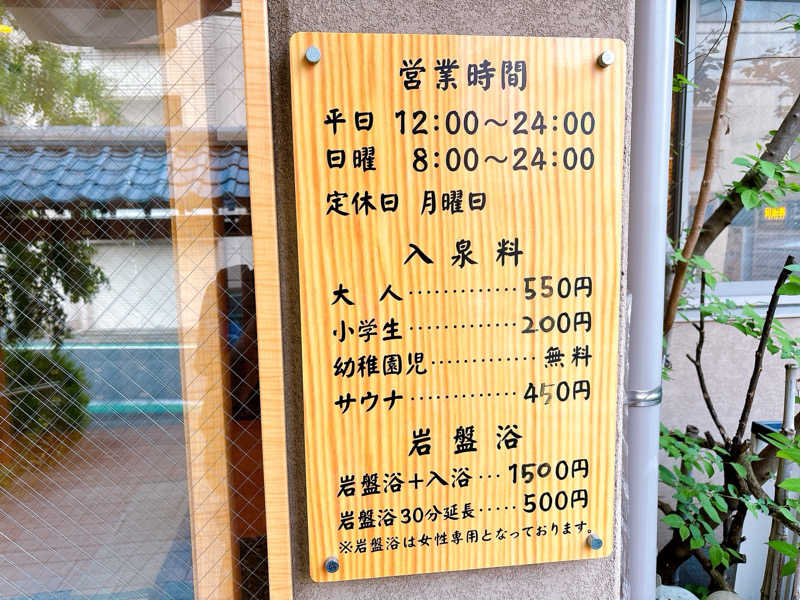 営業時間
平日 12:00～24:00
日曜 8:00～24:00
定休日 月曜日
入泉料
大人‥‥‥‥‥‥550円
小学生‥‥‥‥‥200円
幼稚園児‥‥‥‥‥無料
サウナ‥‥‥‥‥450円
岩盤浴
岩盤浴＋入浴‥‥1500円
岩盤浴30分延長‥‥500円
※岩盤浴は女性専用となっております。